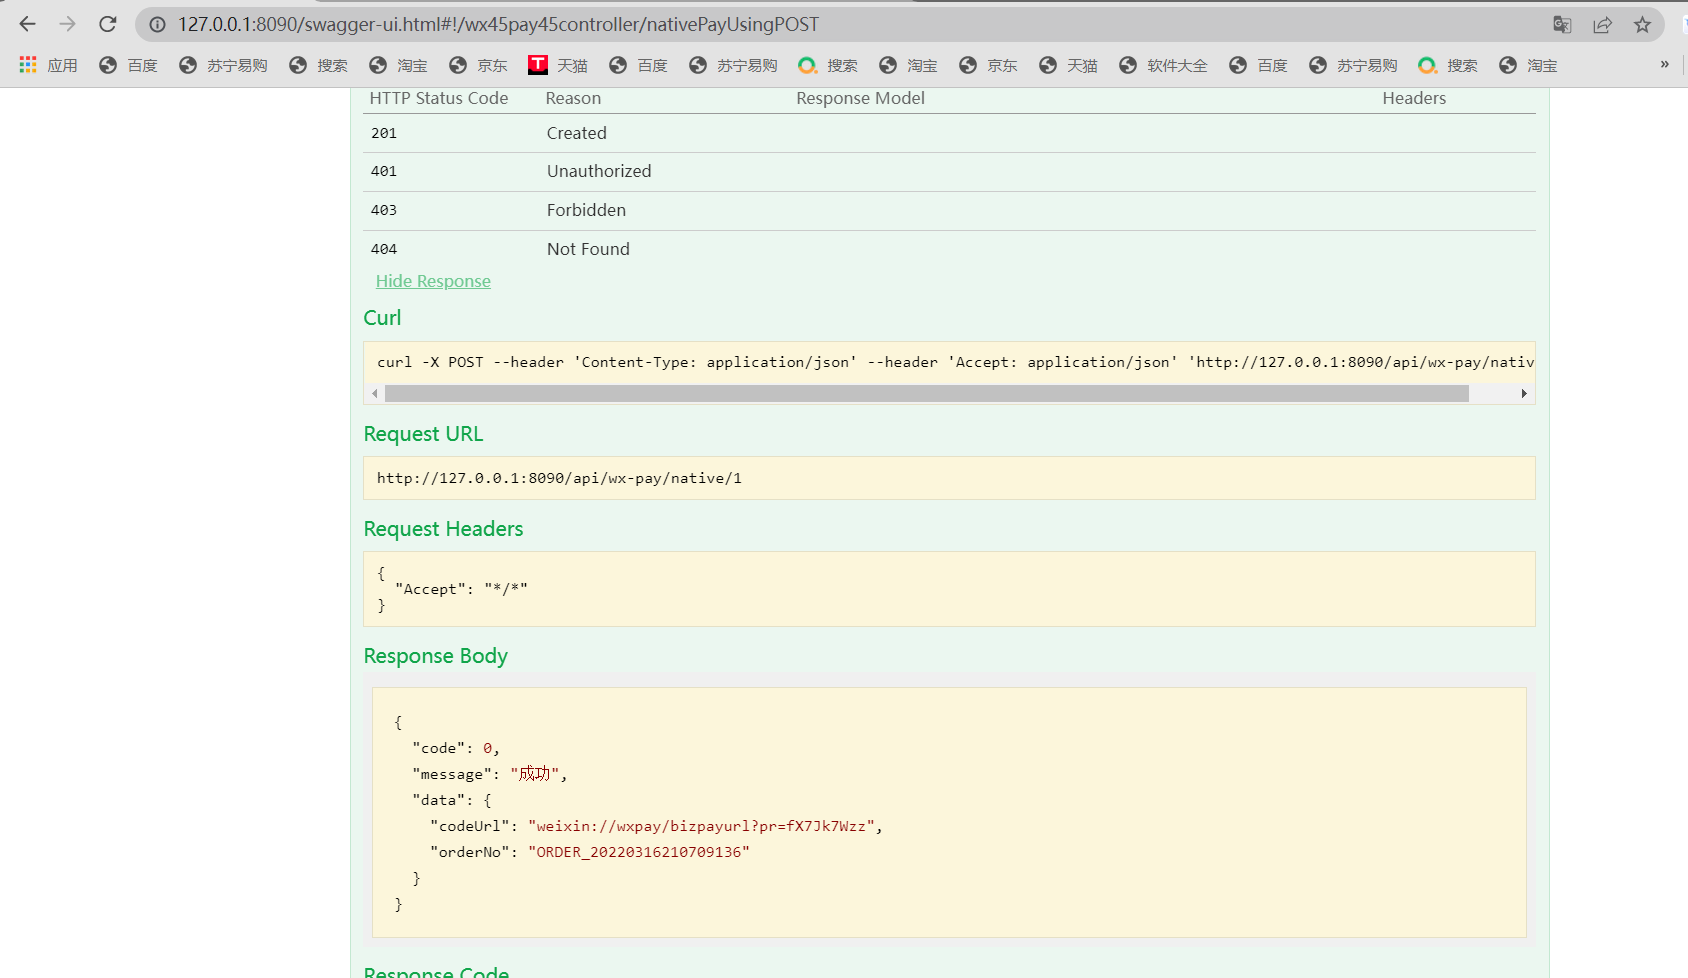 127.0.0.1:8090/swagger-ui.html#!/wx45pay45controller/nativePayUsingPOST
应用 百度 苏宁易购 搜索 淘宝 京东 天猫 百度 苏宁易购 搜索 淘宝 京东 天猫 软件大全 百度 苏宁易购 搜索 淘宝 »
HTTP Status Code Reason Response Model Headers
201 Created
401 Unauthorized
403 Forbidden
404 Not Found
Hide Response
Curl
curl -X POST --header 'Content-Type: application/json' --header 'Accept: application/json' 'http://127.0.0.1:8090/api/wx-pay/nativ
Request URL
http://127.0.0.1:8090/api/wx-pay/native/1
Request Headers
{
"Accept": "*/*"
}
Response Body
{
"code": 0,
"message": "成功",
"data": {
"codeUrl": "weixin://wxpay/bizpayurl?pr=fX7Jk7Wzz",
"orderNo": "ORDER_20220316210709136"
}
}
Response Code